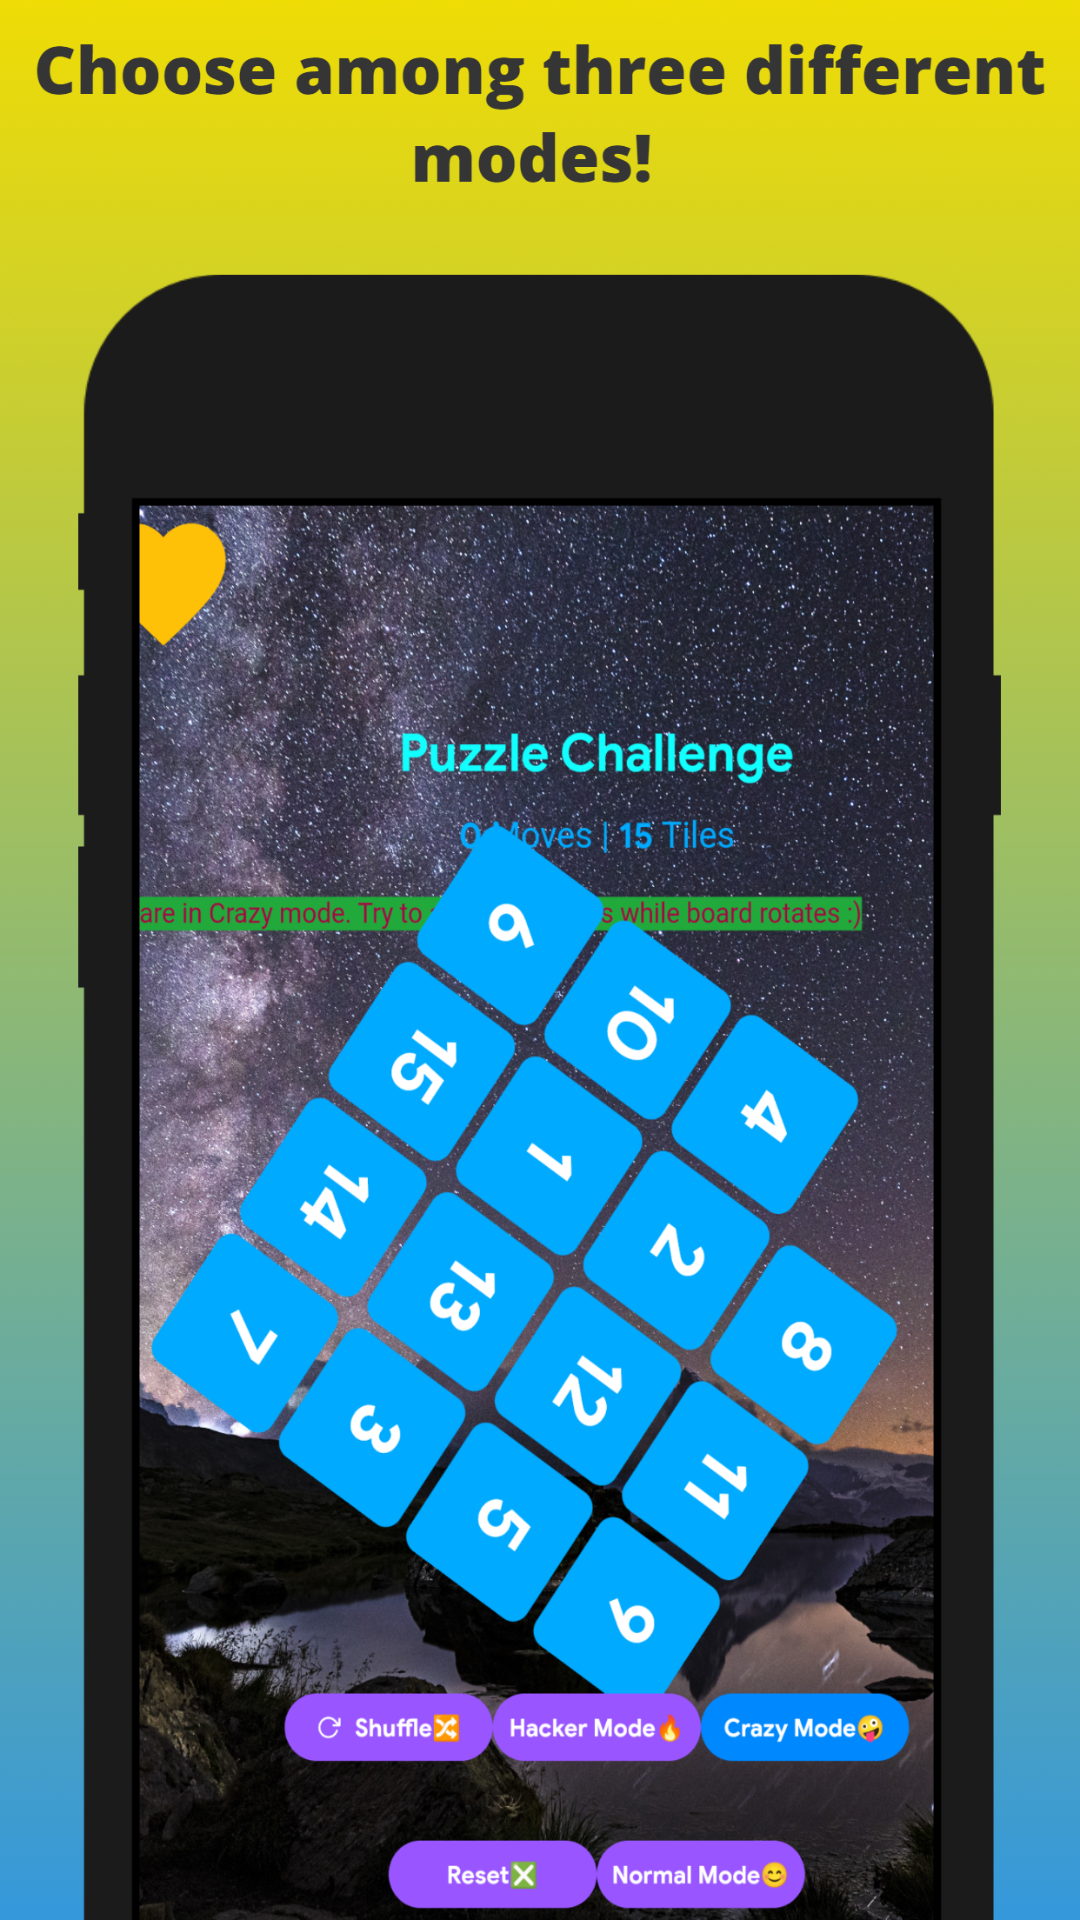 Choose among three different
modes!
Puzzle Challenge
0 Moves | 15 Tiles
are in Crazy mode. Try to while board rotates :)
6
10
4
15
1
2
8
14
13
12
11
7
3
5
9
Shuffle🔀 Hacker Mode🔥 Crazy Mode🤪
Reset❎ Normal Mode😊